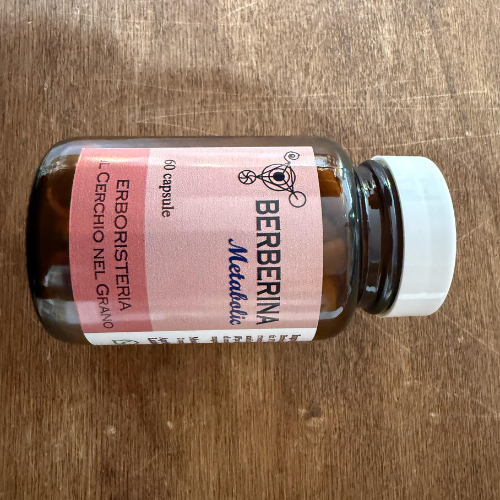 BERBERINA
Metabolic
60 capsule
ERBORISTERIA
IL CERCHIO NEL GRANO